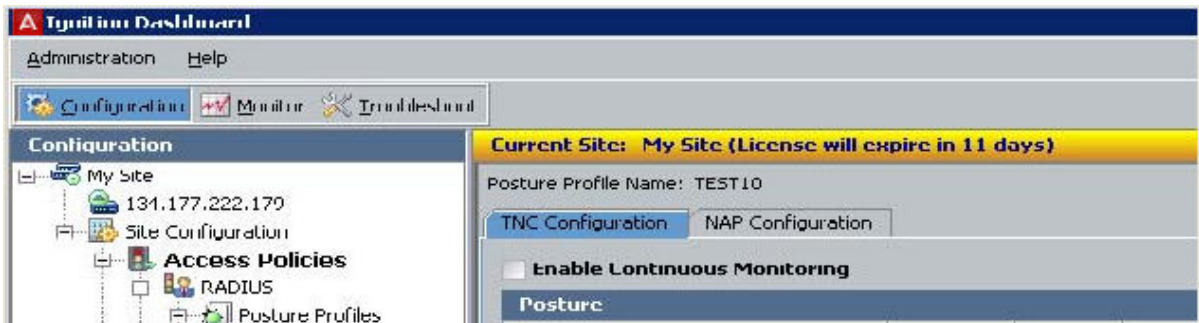 Ignition Dashboard
Administration Help
Configuration Monitor Troubleshoot
Configuration
Current Site: My Site (License will expire in 11 days)
My Site
Posture Profile Name: TEST10
134.177.222.179
TNC Configuration NAP Configuration
Site Configuration
Access Policies
Enable Continuous Monitoring
RADIUS
Posture
Posture Profiles